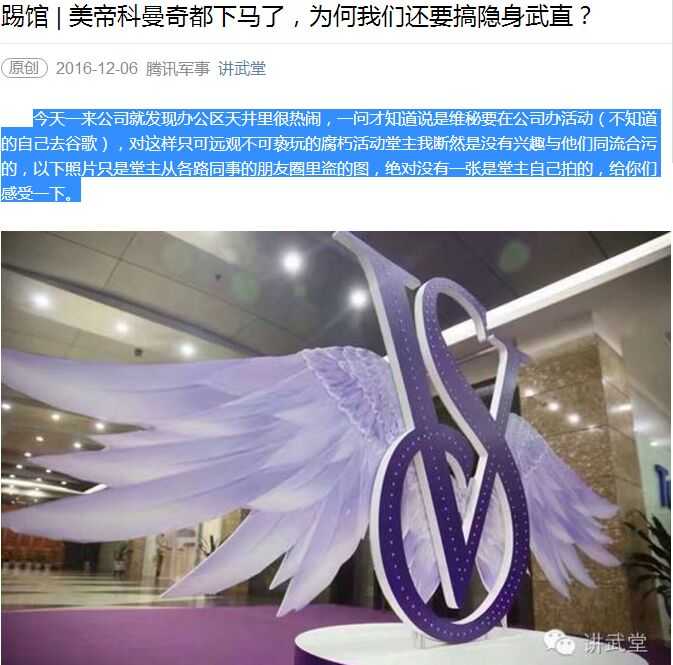 踢馆 | 美帝科曼奇都下马了，为何我们还要搞隐身武直？
原创 2016-12-06 腾讯军事 讲武堂
今天一来公司就发现办公区天井里很热闹，一问才知道说是维秘要在公司办活动（不知道
的自己去谷歌），对这样只可远观不可亵玩的腐朽活动堂主我断然是没有兴趣与他们同流合污
的，以下照片只是堂主从各路同事的朋友圈里盗的图，绝对没有一张是堂主自己拍的，给你们
感受一下。
VS
讲武堂